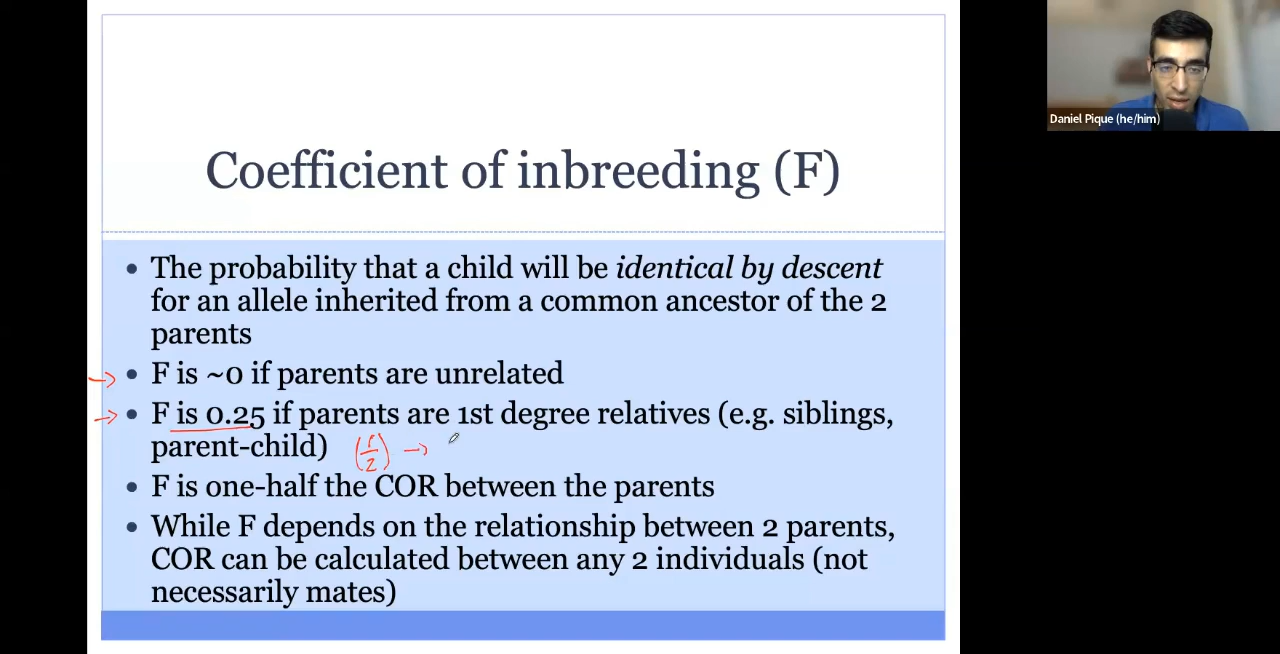 Daniel Pique (he/him)
Coefficient of inbreeding (F)
• The probability that a child will be identical by descent
for an allele inherited from a common ancestor of the 2
parents
→ • F is ~0 if parents are unrelated
→ • F is 0.25 if parents are 1st degree relatives (e.g. siblings,
parent-child) (r/2) →
• F is one-half the COR between the parents
• While F depends on the relationship between 2 parents,
COR can be calculated between any 2 individuals (not
necessarily mates)